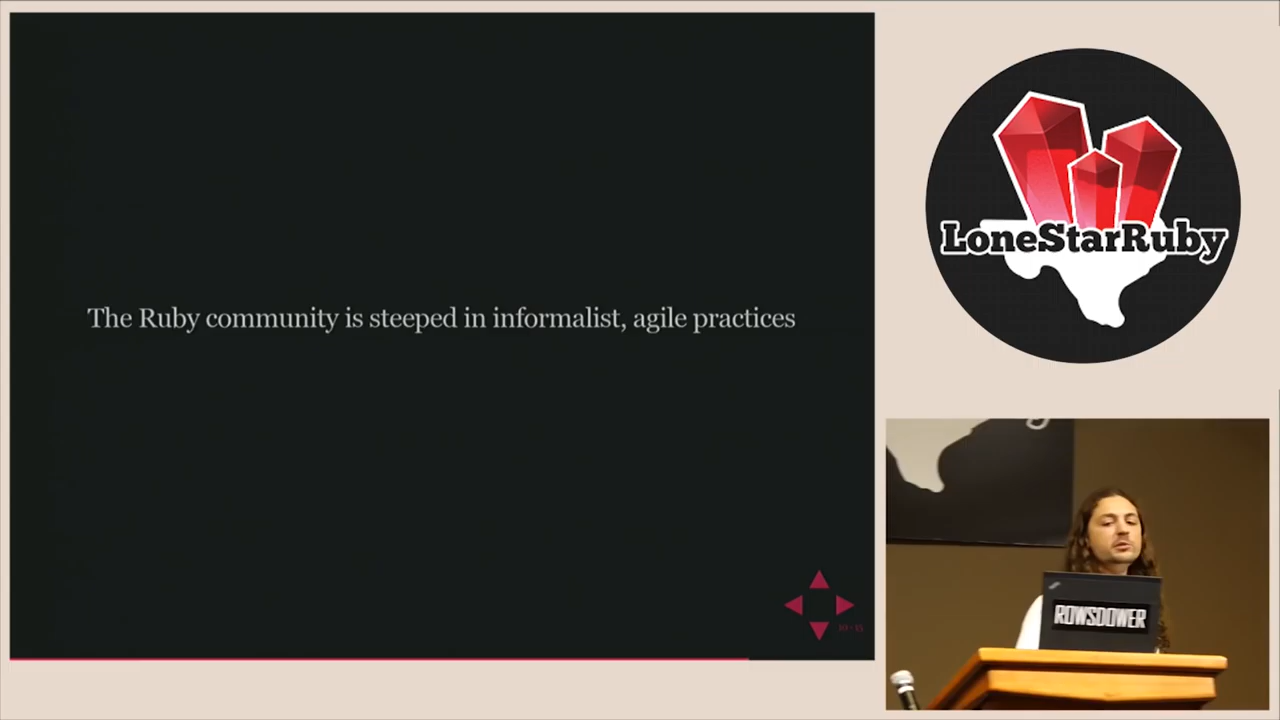 The Ruby community is steeped in informalist, agile practices
LoneStarRuby
ROWSDOWER